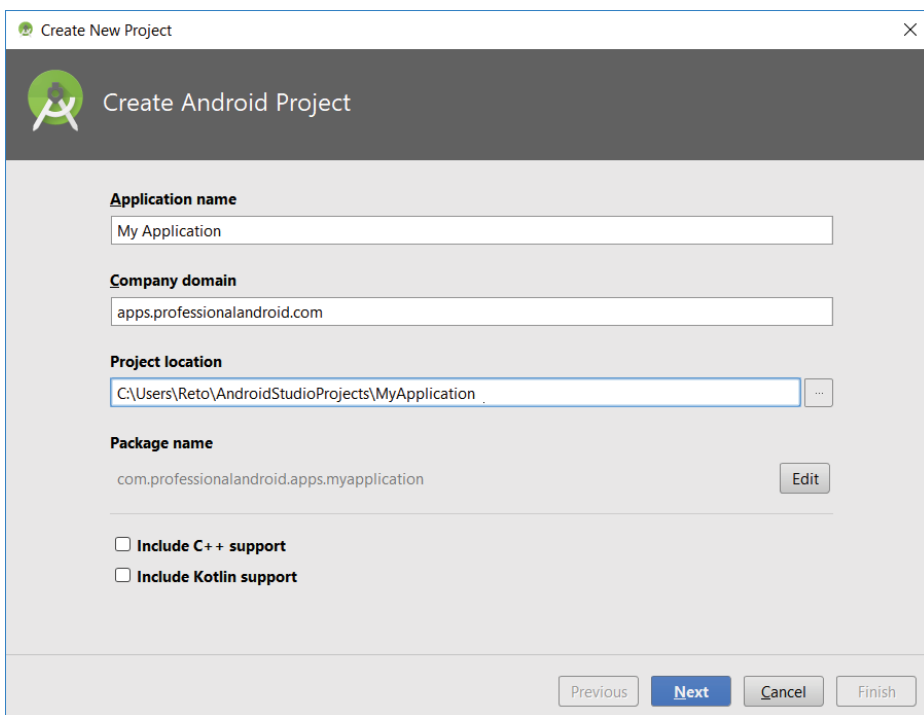 Create New Project
Create Android Project
Application name
My Application
Company domain
apps.professionalandroid.com
Project location
C:\Users\Reto\AndroidStudioProjects\MyApplication
...
Package name
com.professionalandroid.apps.myapplication
Edit
Include C++ support
Include Kotlin support
Previous
Next
Cancel
Finish